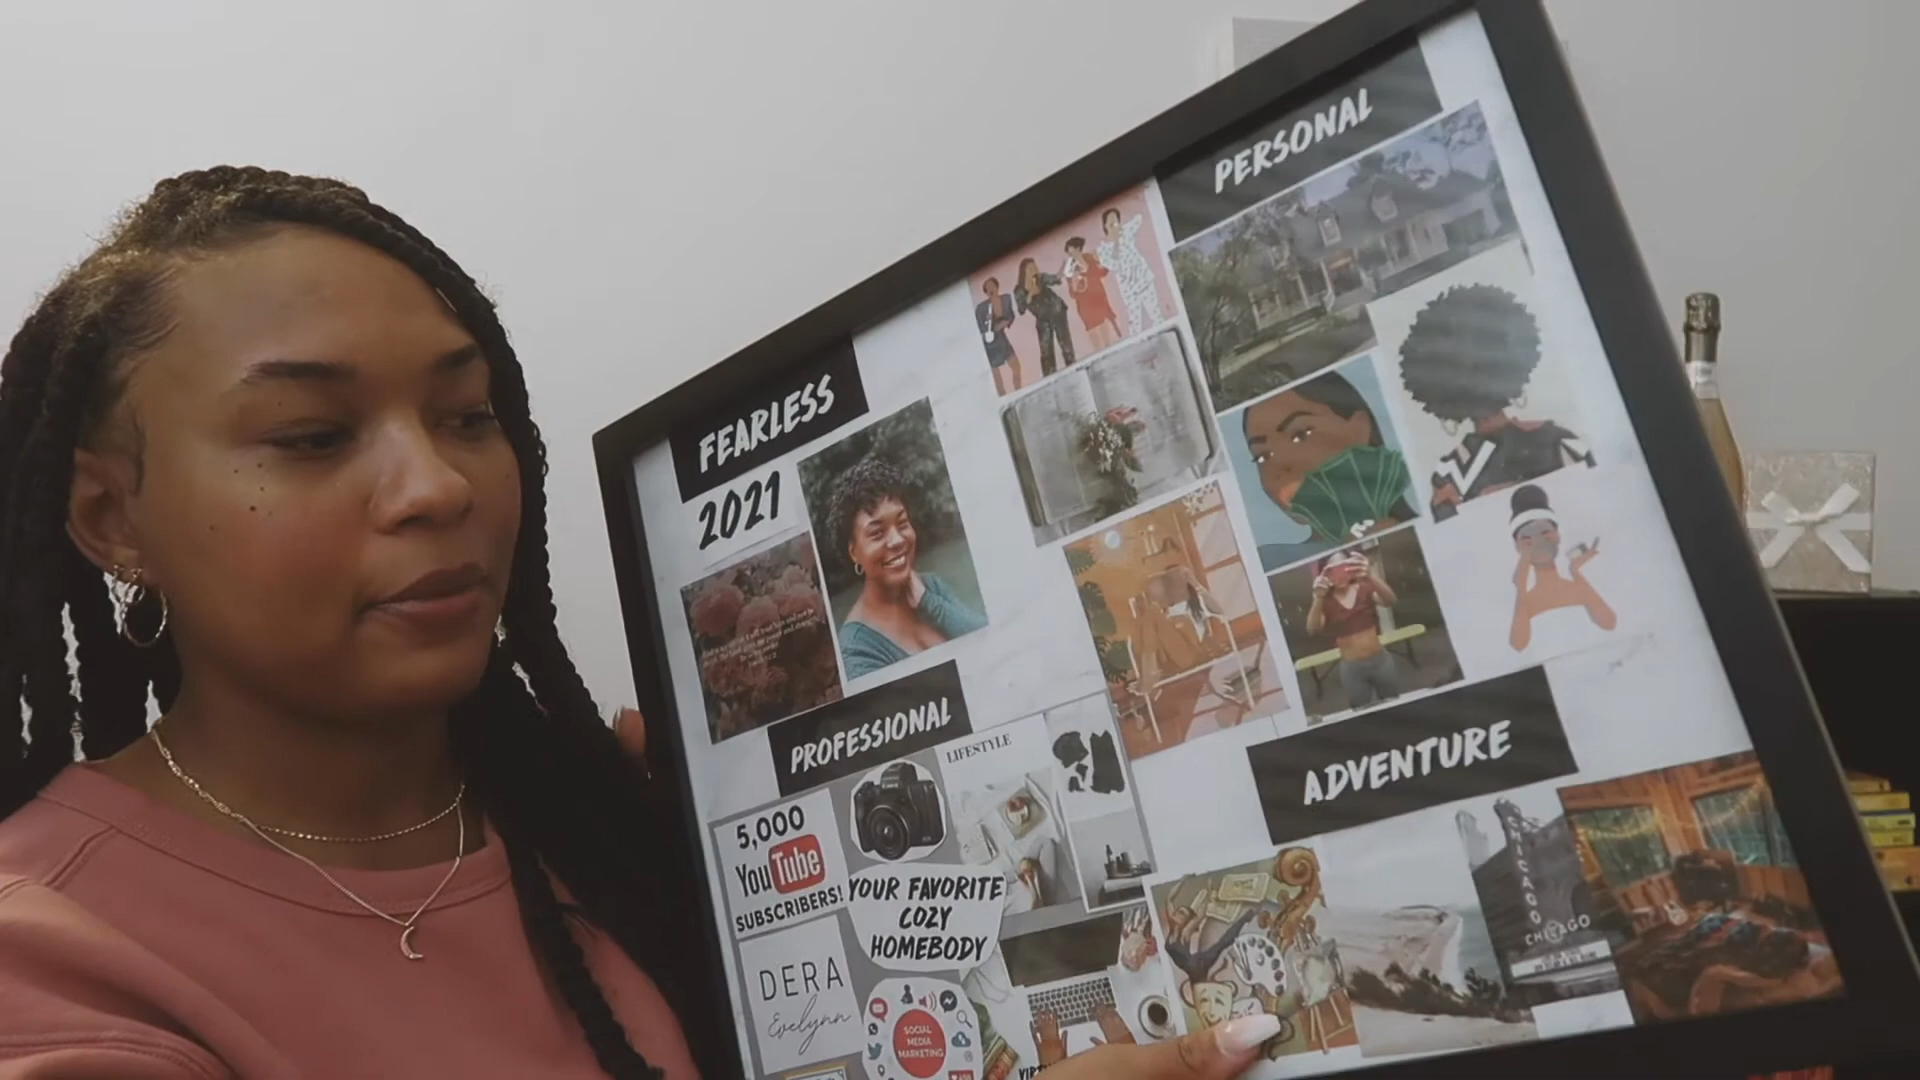 PERSONAL
FEARLESS
2021
PROFESSIONAL
LIFESTYLE
ADVENTURE
5,000
YouTube
SUBSCRIBERS!
YOUR FAVORITE
COZY
HOMEBODY
CHICAGO
CHICAGO
DERA
Evelynn
SOCIAL
MEDIA
MARKETING